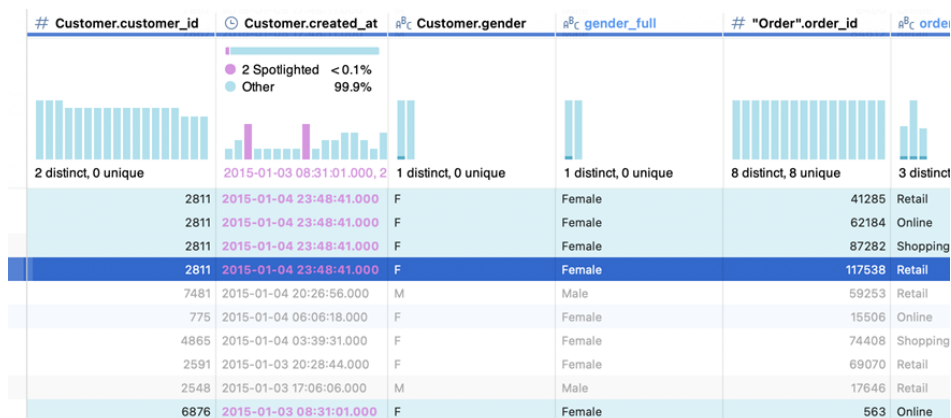 # Customer.customer_id Customer.created_at ABC Customer.gender ABC gender_full # "Order".order_id ABC orde
2 Spotlighted <0.1%
Other 99.9%
2 distinct, 0 unique 2015-01-03 08:31:01.000, 2 1 distinct, 0 unique 1 distinct, 0 unique 8 distinct, 8 unique 3 distinct
2811 2015-01-04 23:48:41.000 F Female 41285 Retail
2811 2015-01-04 23:48:41.000 F Female 62184 Online
2811 2015-01-04 23:48:41.000 F Female 87282 Shopping
2811 2015-01-04 23:48:41.000 F Female 117538 Retail
7481 2015-01-04 20:26:56.000 M Male 59253 Retail
775 2015-01-04 06:06:18.000 F Female 15506 Online
4865 2015-01-04 03:39:31.000 F Female 74408 Shopping
2591 2015-01-03 20:28:44.000 F Female 69070 Retail
2548 2015-01-03 17:06:06.000 M Male 17646 Retail
6876 2015-01-03 08:31:01.000 F Female 563 Online